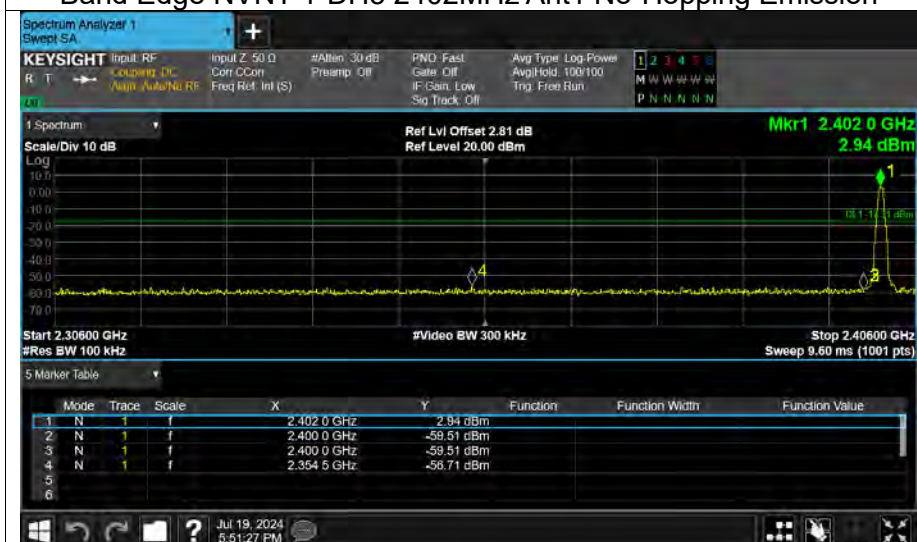 Band Edge NVNT 1-DH5 2402MHz Ant1 No-Hopping Emission
Spectrum Analyzer 1
Swept SA
+
KEYSIGHT Input: RF Input Z: 50 Ω #Atten: 30 dB PNO: Fast Avg Type: Log-Power 1 2 3 4 5 6
R T Coupling: DC Corr CCorr Preamp: Off Gate: Off Avg|Hold: 100/100 M W W W W W
Align: Auto/No RF Freq Ref: Int (S) IF Gain: Low Trig: Free Run
Sig Track: Off P N N N N N
1 Spectrum Ref Lvl Offset 2.81 dB Mkr1 2.402 0 GHz
Scale/Div 10 dB Ref Level 20.00 dBm 2.94 dBm
Log
10.0
0.00
-10.0
-20.0
-30.0
-40.0
-50.0
-60.0
-70.0
1
4
3
Start 2.30600 GHz #Video BW 300 kHz Stop 2.40600 GHz
#Res BW 100 kHz Sweep 9.60 ms (1001 pts)
5 Marker Table
Mode Trace Scale X Y Function Function Width Function Value
1 N 1 f 2.402 0 GHz 2.94 dBm
2 N 1 f 2.400 0 GHz -59.51 dBm
3 N 1 f 2.400 0 GHz -59.51 dBm
4 N 1 f 2.354 5 GHz -56.71 dBm
5
6
? Jul 19, 2024
5:51:27 PM